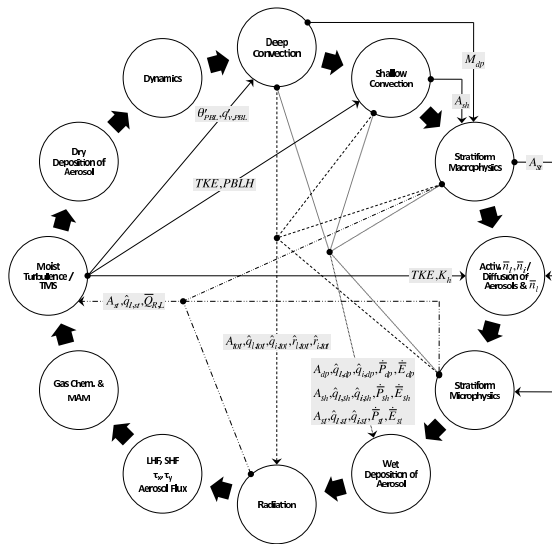 Deep
Convection
Shallow
Convection
M_dp
A_sh
Stratiform
Macrophysics
A_st
Activ. n̅_l, n̅_i /
Diffusion of
Aerosols & n̅_l
Stratiform
Microphysics
Wet
Deposition
of Aerosol
Radiation
LHF, SHF
τ_x, τ_y
Aerosol Flux
Gas Chem. &
MAM
Moist
Turbulence /
TMS
Dry
Deposition of
Aerosol
Dynamics
θ'_PBL, q'_v,PBL
TKE, PBLH
TKE, K_h
A_st, q̂_l,st, Q̅_R,L
A_tot, q̂_l,tot, q̂_i,tot, r̂_l,tot, r̂_i,tot
A_dp, q̂_l,dp, q̂_i,dp, P̅̇_dp, E̅̇_dp
A_sh, q̂_l,sh, q̂_i,sh, P̅̇_sh, E̅̇_sh
A_st, q̂_l,st, q̂_i,st, P̅̇_st, E̅̇_st